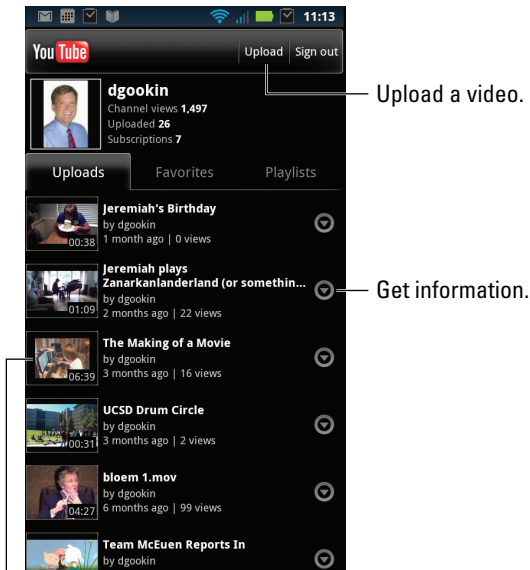 11:13
You Tube
Upload
Sign out
Upload a video.
dgookin
Channel views 1,497
Uploaded 26
Subscriptions 7
Uploads
Favorites
Playlists
Jeremiah's Birthday
by dgookin
00:38
1 month ago | 0 views
Jeremiah plays
Zanarkanlanderland (or somethin...
by dgookin
01:09
2 months ago | 22 views
Get information.
The Making of a Movie
by dgookin
06:39
3 months ago | 16 views
UCSD Drum Circle
by dgookin
00:31
3 months ago | 2 views
bloem 1.mov
by dgookin
04:27
6 months ago | 99 views
Team McEuen Reports In
by dgookin